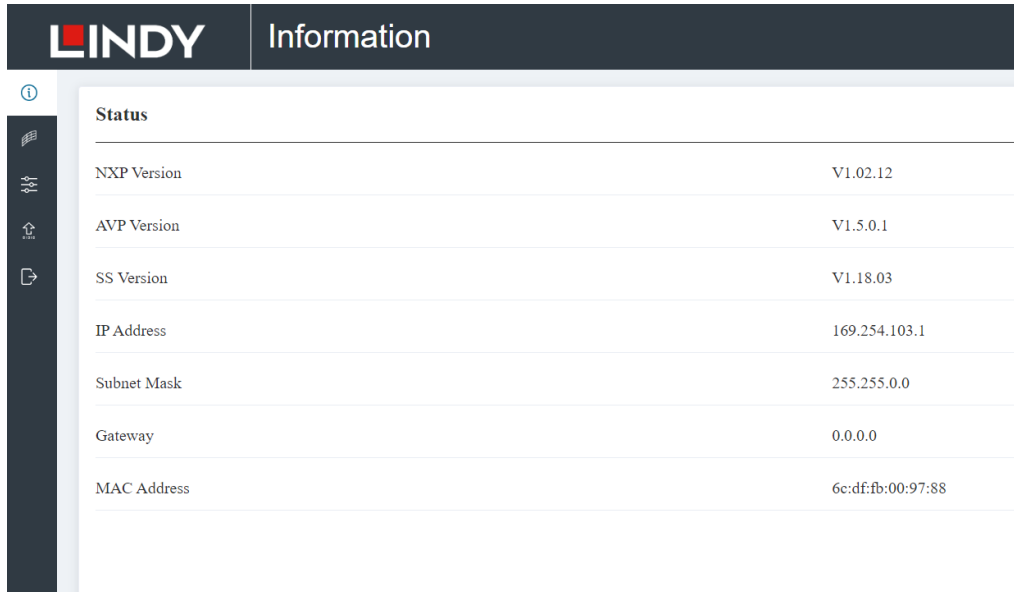 LINDY
Information
Status
NXP Version V1.02.12
AVP Version V1.5.0.1
SS Version V1.18.03
IP Address 169.254.103.1
Subnet Mask 255.255.0.0
Gateway 0.0.0.0
MAC Address 6c:df:fb:00:97:88